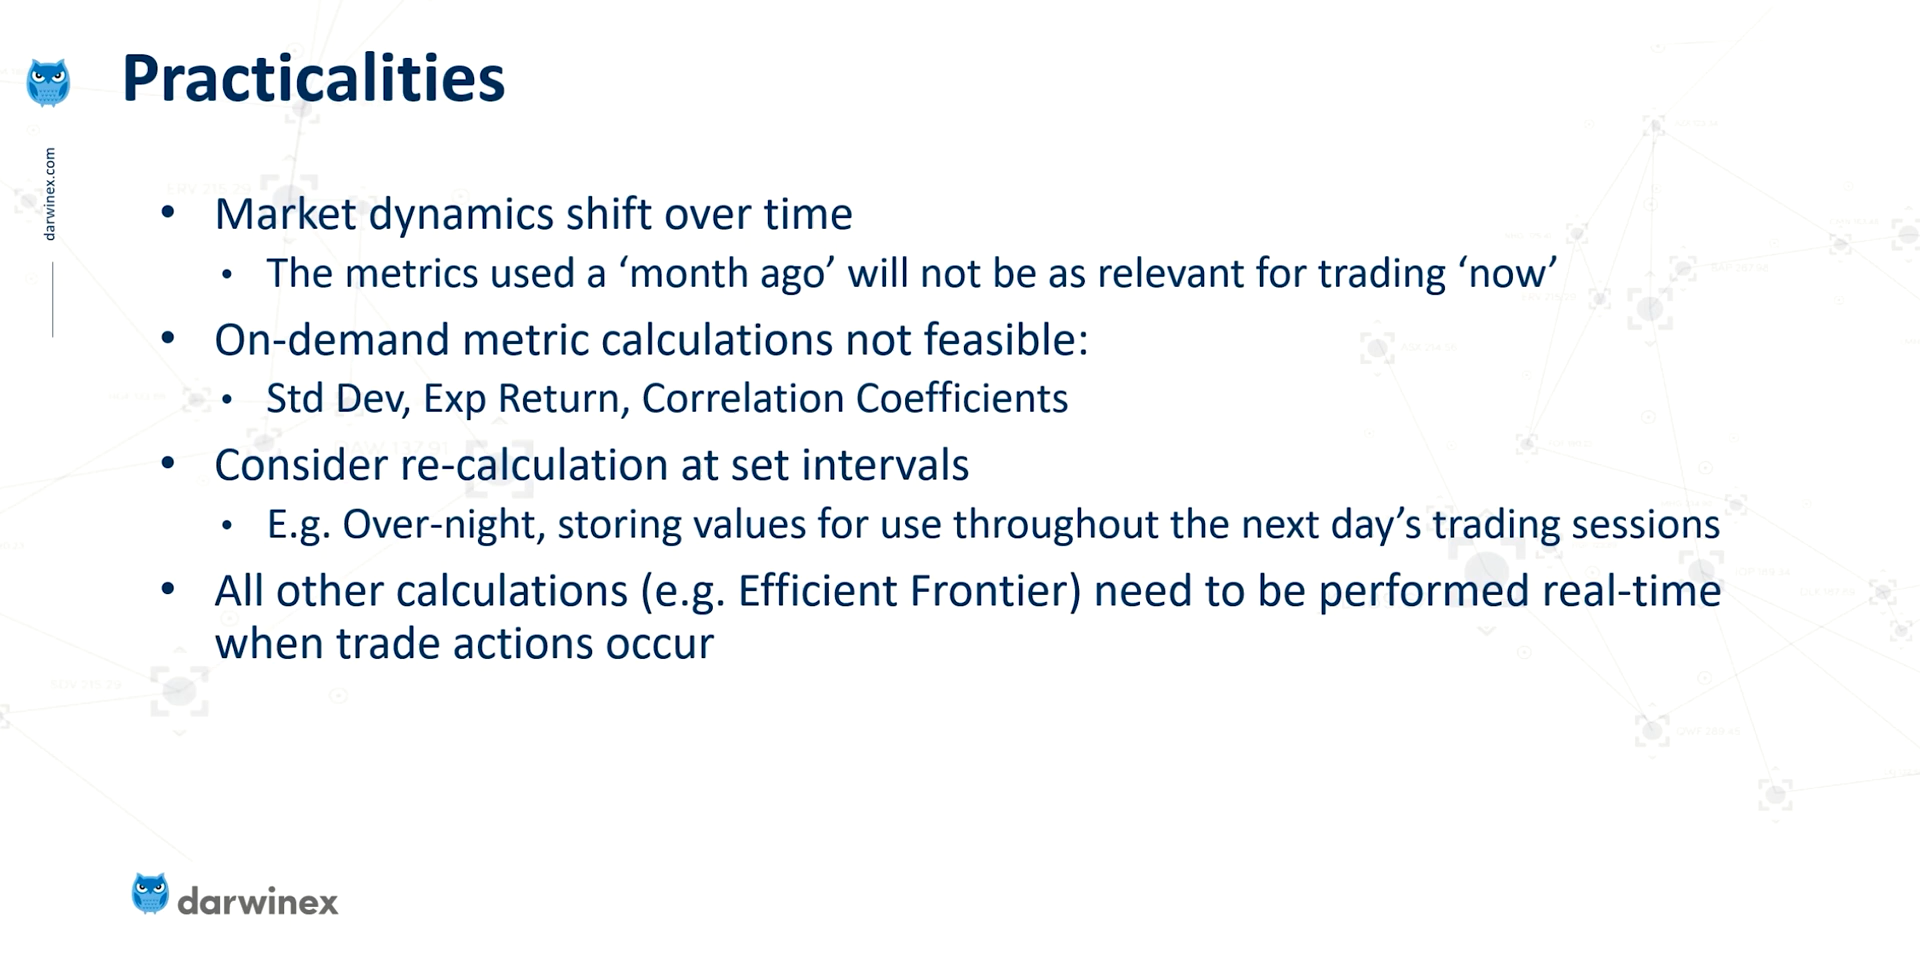 Practicalities
darwinex.com
• Market dynamics shift over time
• The metrics used a ‘month ago’ will not be as relevant for trading ‘now’
• On-demand metric calculations not feasible:
• Std Dev, Exp Return, Correlation Coefficients
• Consider re-calculation at set intervals
• E.g. Over-night, storing values for use throughout the next day’s trading sessions
• All other calculations (e.g. Efficient Frontier) need to be performed real-time
when trade actions occur
darwinex